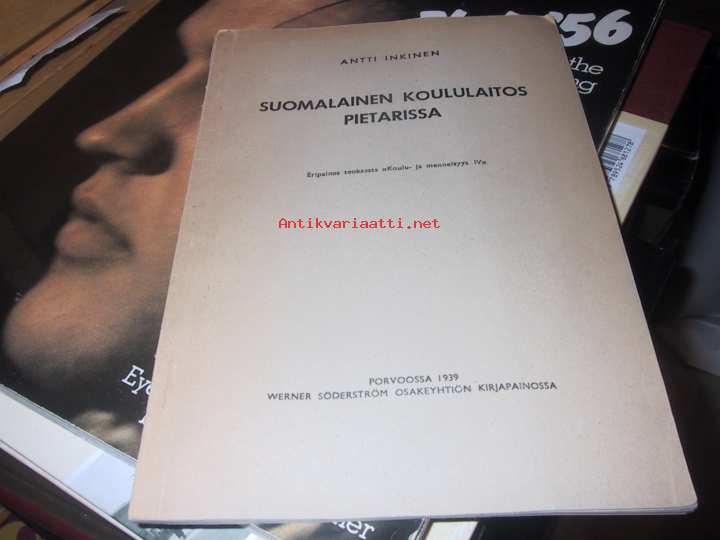 ANTTI INKINEN
SUOMALAINEN KOULULAITOS
PIETARISSA
Eripainos teoksesta »Koulu- ja menneisyys IV»
Antikvariaatti.net
PORVOOSSA 1939
WERNER SÖDERSTRÖM OSAKEYHTIÖN KIRJAPAINOSSA
56
the